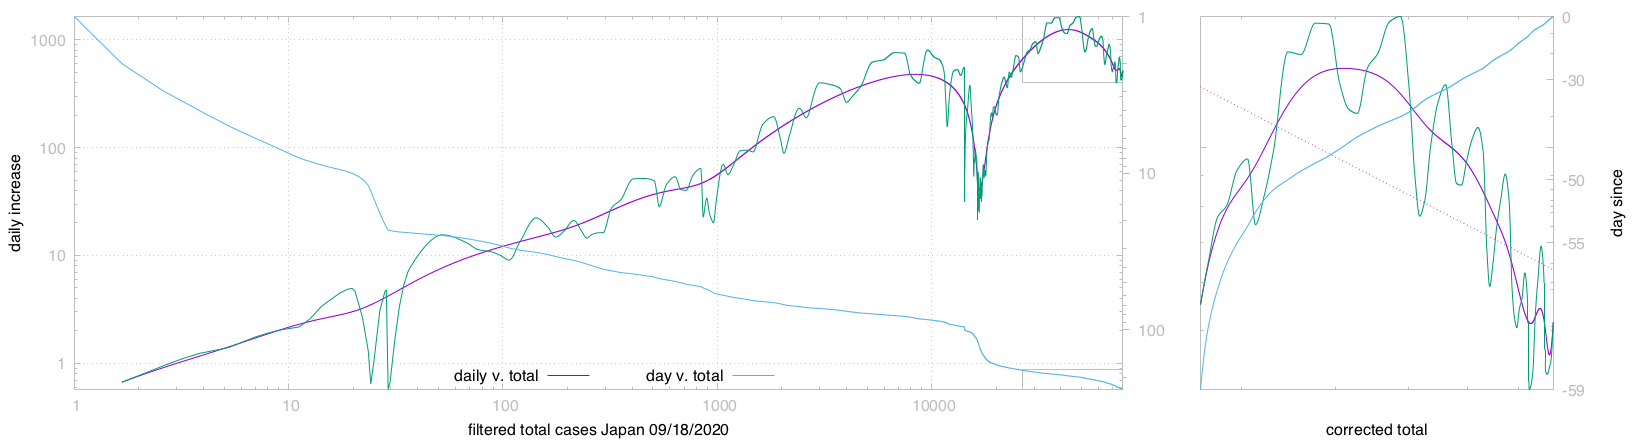 1000
100
10
1
daily increase
1 10 100 1000 10000
filtered total cases Japan 09/18/2020
daily v. total
day v. total
1
10
100
0
-30
-50
-55
-59
day since
corrected total